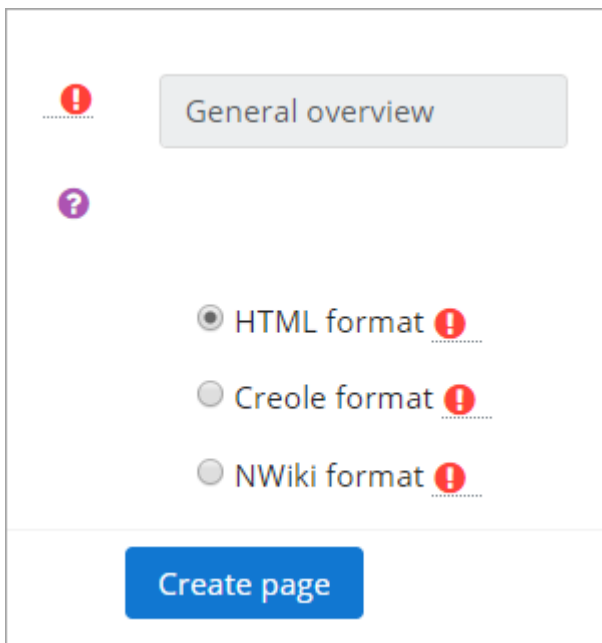 General overview
HTML format
Creole format
NWiki format
Create page